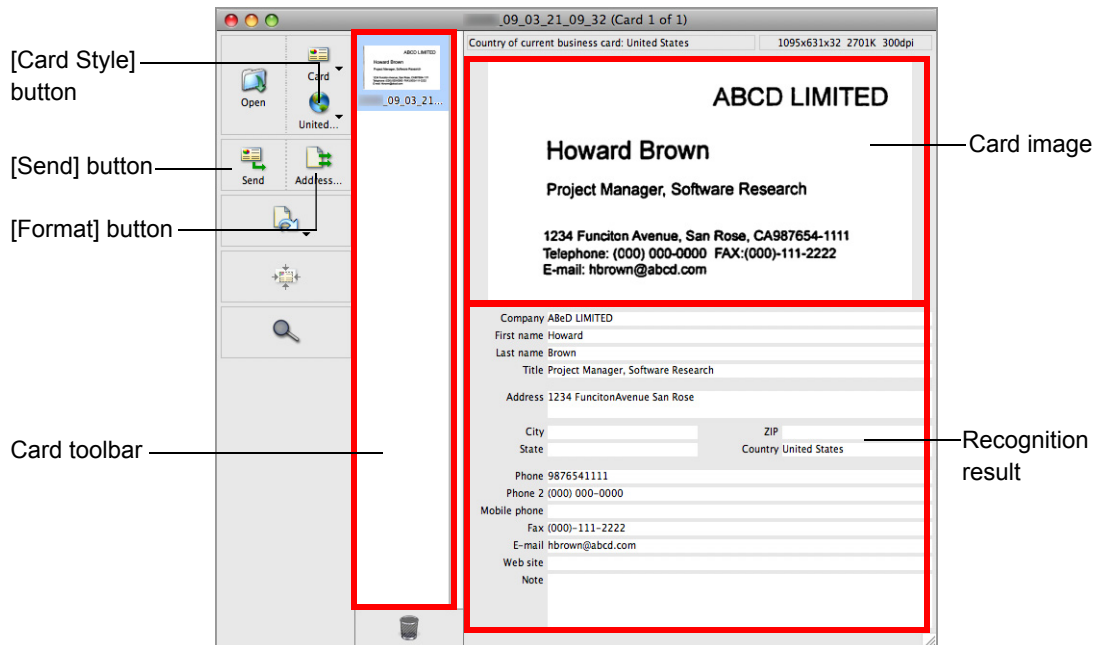 _09_03_21_09_32 (Card 1 of 1)
[Card Style]
button
[Send] button
[Format] button
Card toolbar
Open
Card
United...
Send
Address...
ABCD LIMITED
Howard Brown
_09_03_21...
Country of current business card: United States
1095x631x32 2701K 300dpi
ABCD LIMITED
Howard Brown
Project Manager, Software Research
1234 Funciton Avenue, San Rose, CA987654-1111
Telephone: (000) 000-0000 FAX:(000)-111-2222
E-mail: hbrown@abcd.com
Company ABeD LIMITED
First name Howard
Last name Brown
Title Project Manager, Software Research
Address 1234 FuncitonAvenue San Rose
City ZIP
State Country United States
Phone 9876541111
Phone 2 (000) 000-0000
Mobile phone
Fax (000)-111-2222
E-mail hbrown@abcd.com
Web site
Note
Card image
Recognition
result